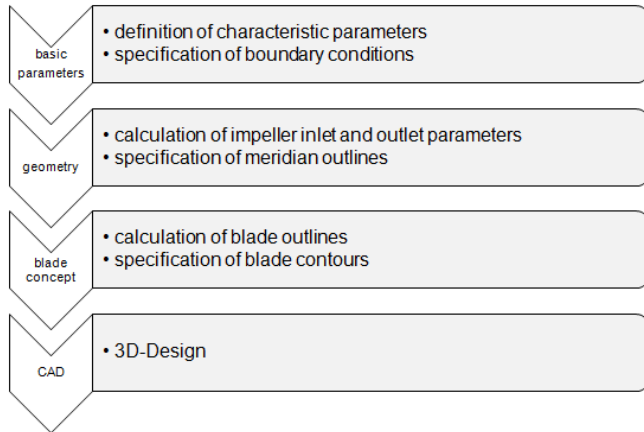 basic
parameters
• definition of characteristic parameters
• specification of boundary conditions
geometry
• calculation of impeller inlet and outlet parameters
• specification of meridian outlines
blade
concept
• calculation of blade outlines
• specification of blade contours
CAD
• 3D-Design